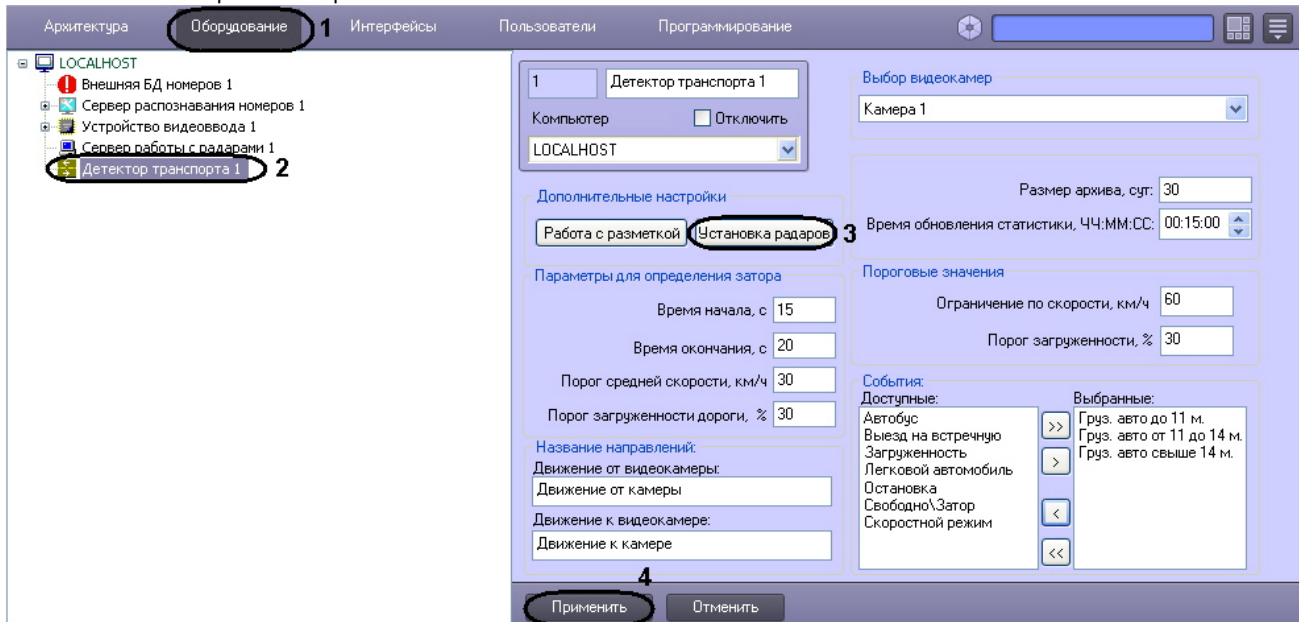 Архитектура Оборудование 1 Интерфейсы Пользователи Программирование
LOCALHOST
Внешняя БД номеров 1
Сервер распознавания номеров 1
Устройство видеоввода 1
Сервер работы с радарами 1
Детектор транспорта 1 2
1 Детектор транспорта 1
Компьютер Отключить
LOCALHOST
Дополнительные настройки
Работа с разметкой Установка радаров 3
Параметры для определения затора
Время начала, с 15
Время окончания, с 20
Порог средней скорости, км/ч 30
Порог загруженности дороги, % 30
Название направлений:
Движение от видеокамеры:
Движение от камеры
Движение к видеокамере:
Движение к камере
Выбор видеокамер
Камера 1
Размер архива, сут: 30
Время обновления статистики, ЧЧ:ММ:СС: 00:15:00
Пороговые значения
Ограничение по скорости, км/ч 60
Порог загруженности, % 30
События:
Доступные:
Автобус
Выезд на встречную
Загруженность
Легковой автомобиль
Остановка
Свободно\Затор
Скоростной режим
>>
>
<
<<
Выбранные:
Груз. авто до 11 м.
Груз. авто от 11 до 14 м.
Груз. авто свыше 14 м.
4
Применить Отменить